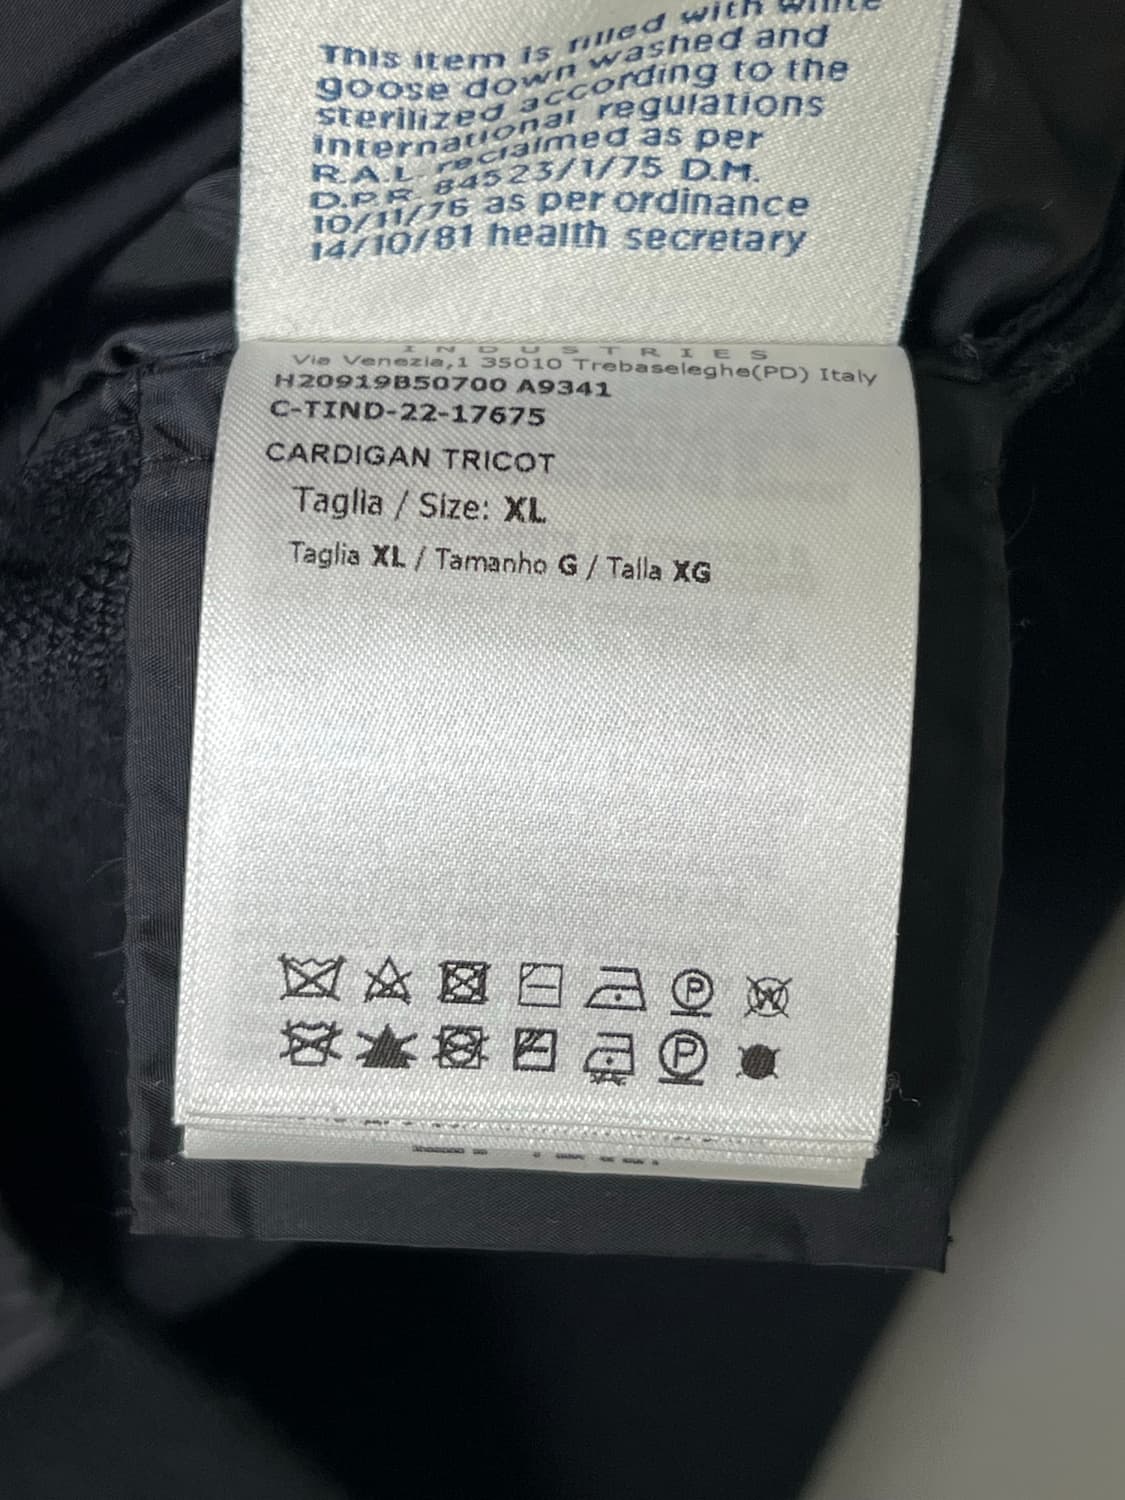 This item is filled with white
goose down washed and
sterilized according to the
international regulations
R.A.L. reclaimed as per
D.P.R. 84523/1/75 D.M.
10/11/76 as per ordinance
14/10/81 health secretary
INDUSTRIES
Via Venezia,1 35010 Trebaseleghe(PD) Italy
H20919B50700 A9341
C-TIND-22-17675
CARDIGAN TRICOT
Taglia / Size: XL
Taglia XL / Tamanho G / Talla XG
P W
P